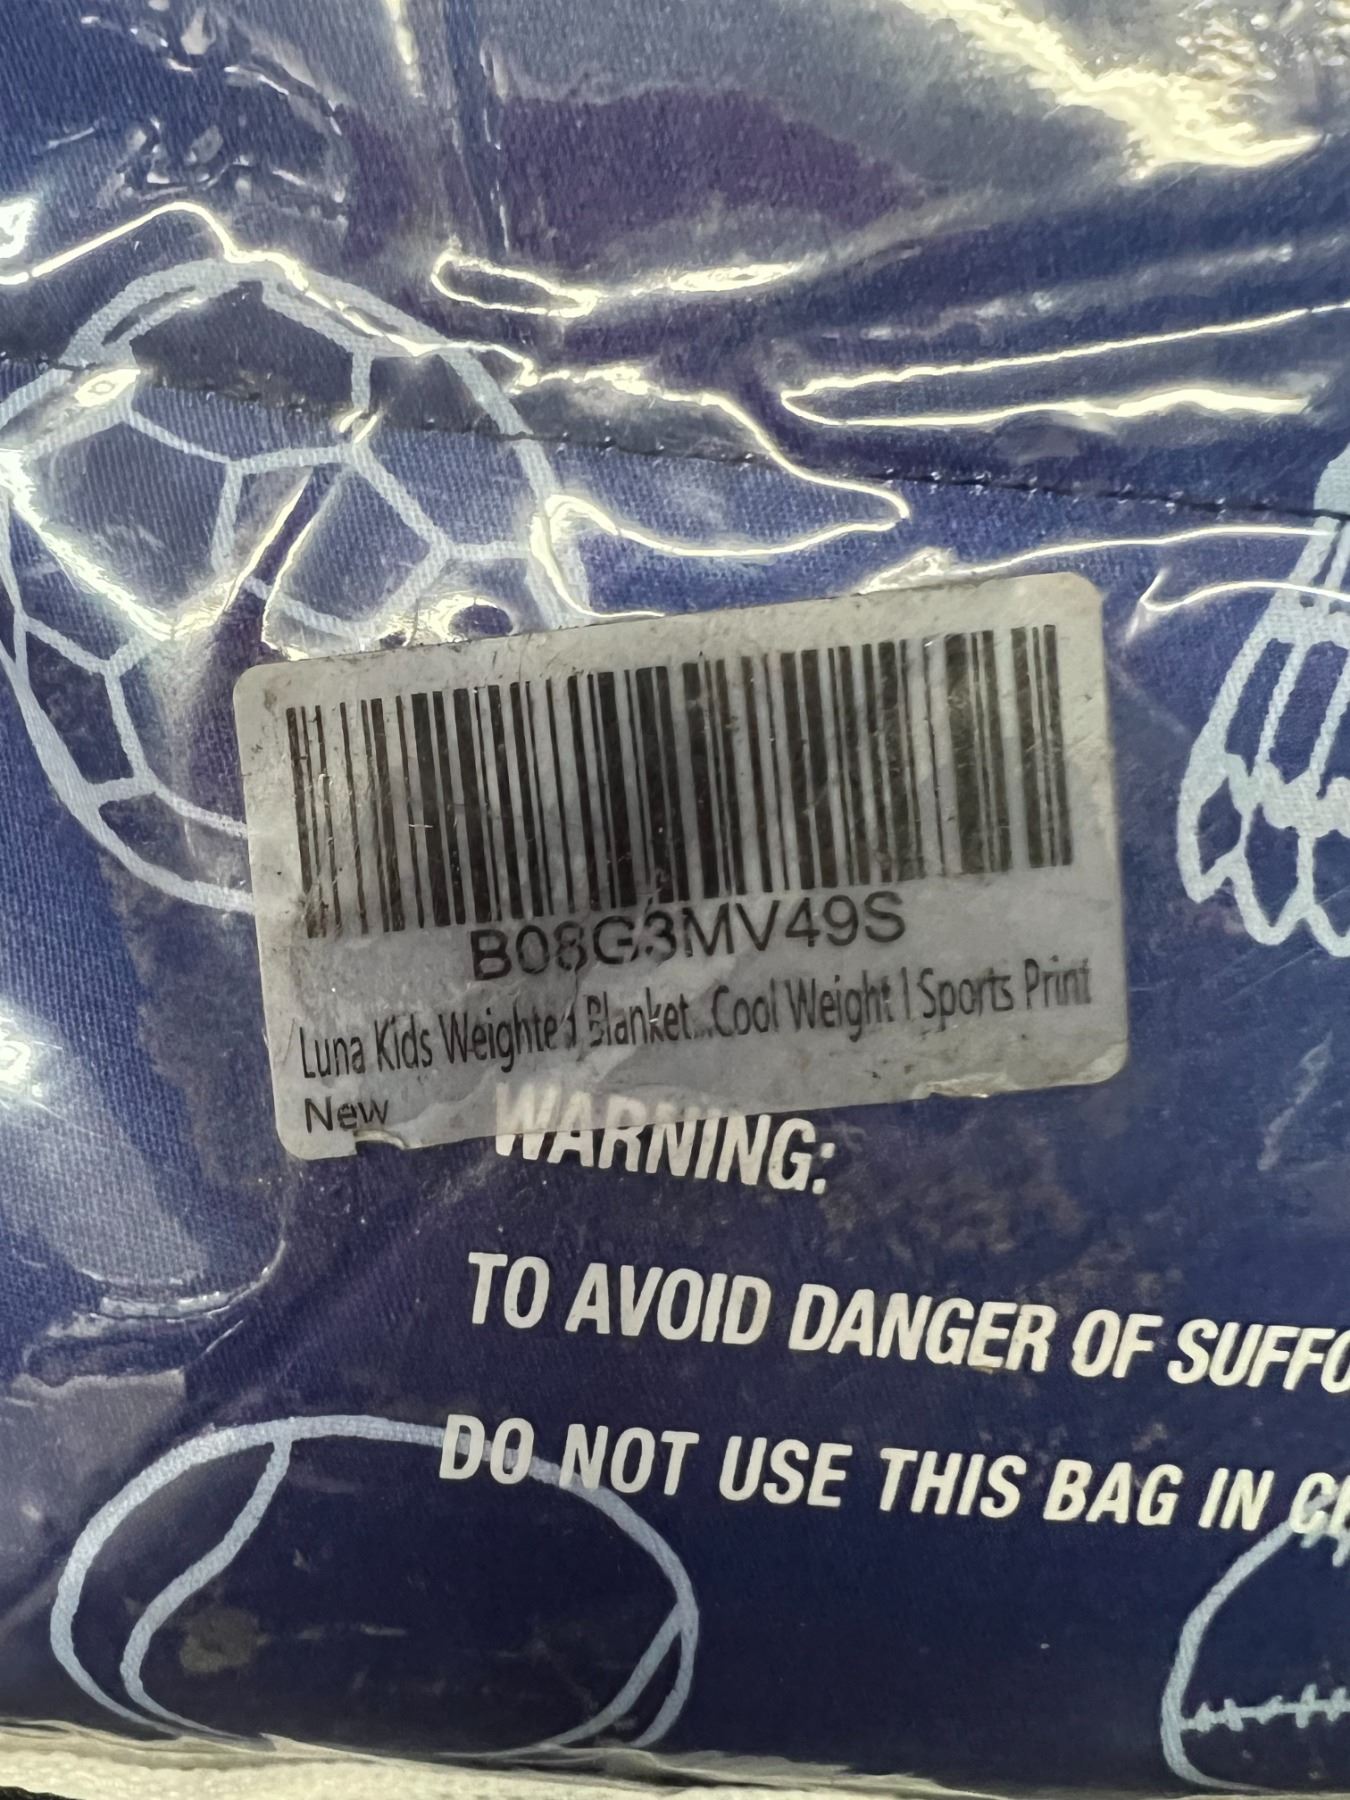 B08G3MV49S
Luna Kids Weighted Blanket...Cool Weight | Sports Print
New
WARNING:
TO AVOID DANGER OF SUFFO
DO NOT USE THIS BAG IN C